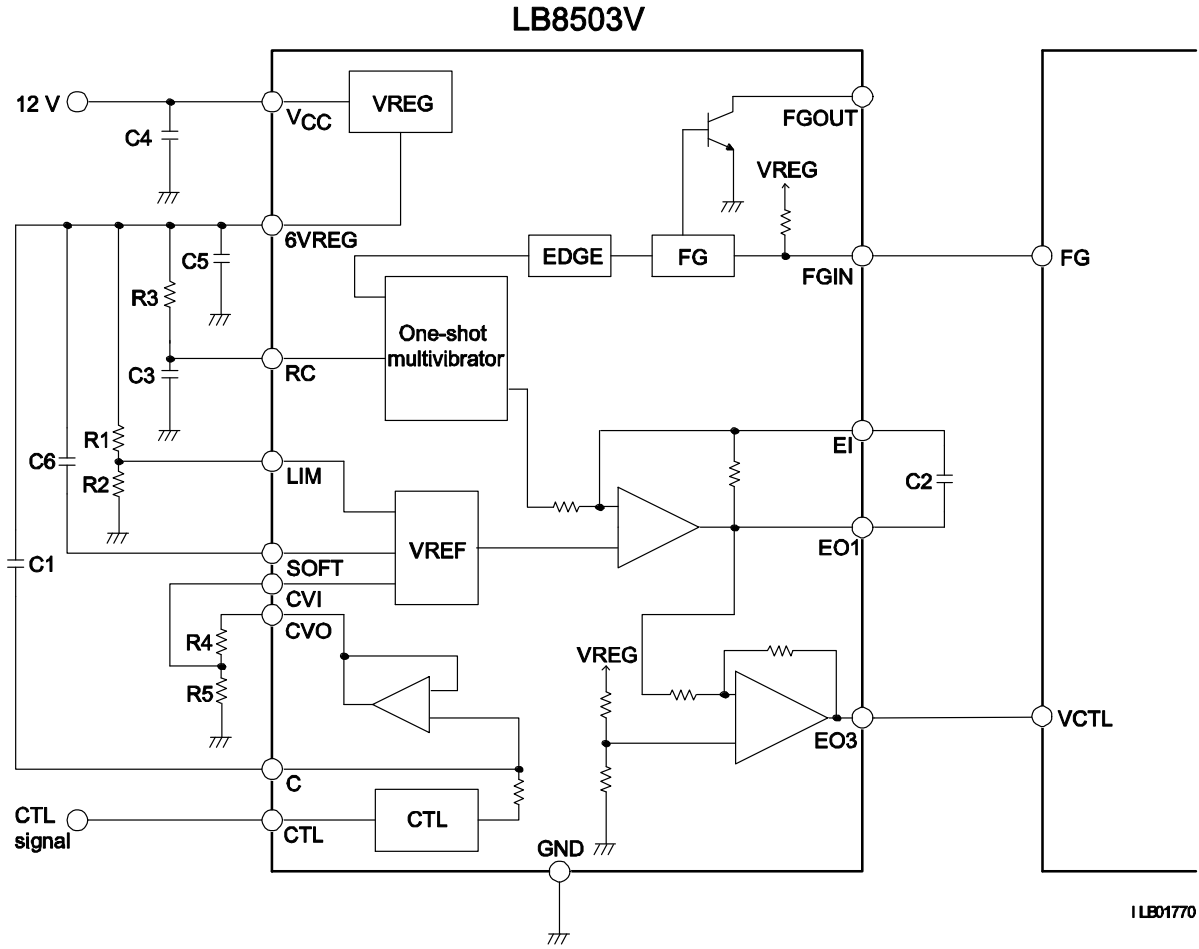 LB8503V
12 V
VCC
VREG
FGOUT
C4
VREG
6VREG
C5
EDGE
FG
FGIN
FG
R3
One-shot
multivibrator
RC
C3
R1
EI
C6
LIM
R2
C2
VREF
EO1
C1
SOFT
CVI
CVO
R4
VREG
R5
EO3
VCTL
C
CTL
signal
CTL
CTL
GND
ILB01770